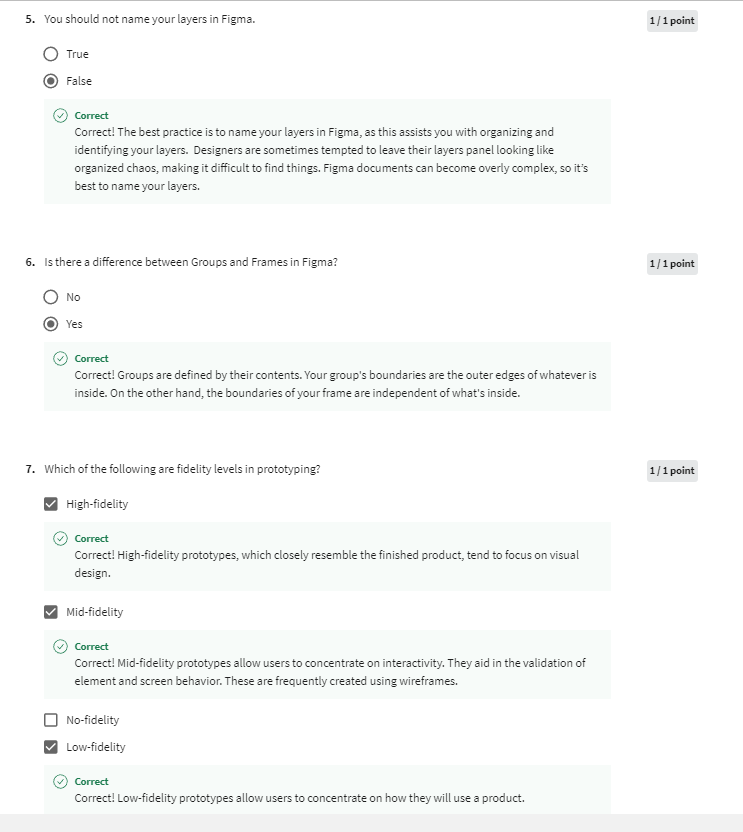 5. You should not name your layers in Figma.
1 / 1 point
True
False
Correct
Correct! The best practice is to name your layers in Figma, as this assists you with organizing and
identifying your layers.  Designers are sometimes tempted to leave their layers panel looking like
organized chaos, making it difficult to find things. Figma documents can become overly complex, so it's
best to name your layers.
6. Is there a difference between Groups and Frames in Figma?
1 / 1 point
No
Yes
Correct
Correct! Groups are defined by their contents. Your group's boundaries are the outer edges of whatever is
inside. On the other hand, the boundaries of your frame are independent of what's inside.
7. Which of the following are fidelity levels in prototyping?
1 / 1 point
High-fidelity
Correct
Correct! High-fidelity prototypes, which closely resemble the finished product, tend to focus on visual
design.
Mid-fidelity
Correct
Correct! Mid-fidelity prototypes allow users to concentrate on interactivity. They aid in the validation of
element and screen behavior. These are frequently created using wireframes.
No-fidelity
Low-fidelity
Correct
Correct! Low-fidelity prototypes allow users to concentrate on how they will use a product.